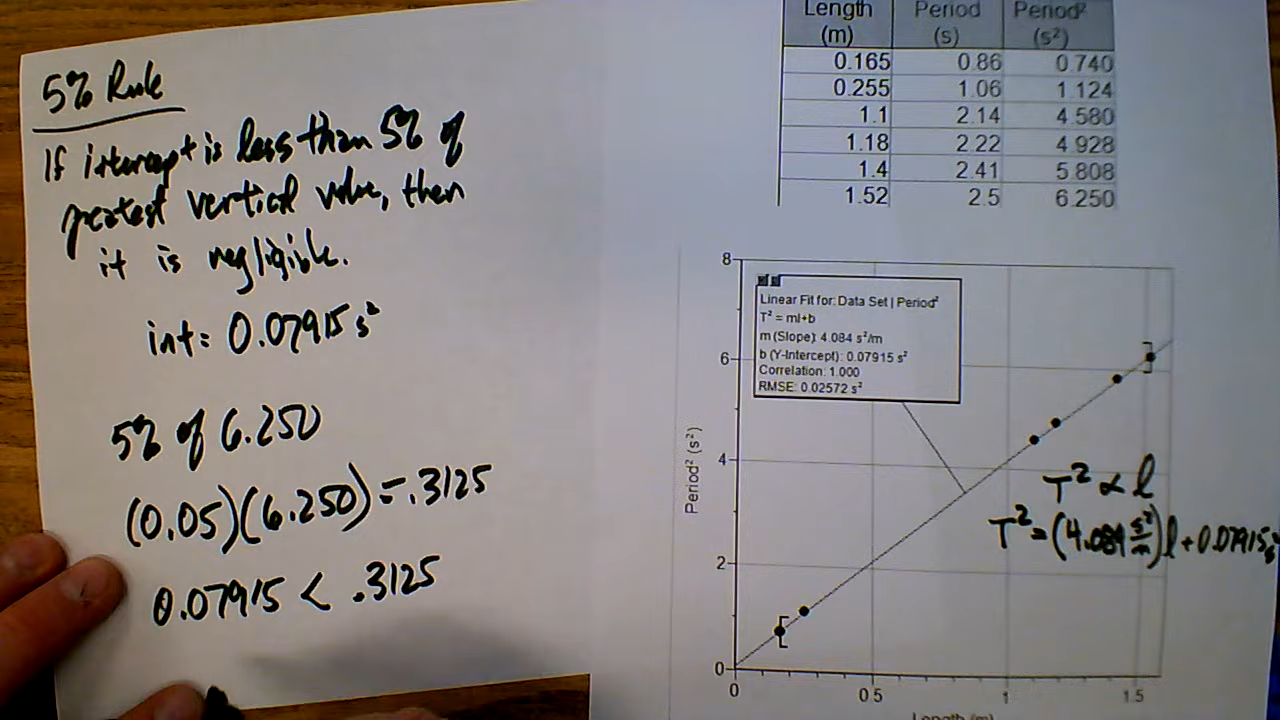 5% Rule
If intercept is less than 5% of
greatest vertical value, then
it is negligible.
int = 0.07915 s²
5% of 6.250
(0.05)(6.250) = .3125
0.07915 < .3125
Length (m) Period (s) Period² (s²)
0.165 0.86 0.740
0.255 1.06 1.124
1.1 2.14 4.580
1.18 2.22 4.928
1.4 2.41 5.808
1.52 2.5 6.250
8
Linear Fit for: Data Set | Period²
T² = ml+b
m (Slope): 4.084 s²/m
b (Y-Intercept): 0.07915 s²
Correlation: 1.000
RMSE: 0.02572 s²
6
4
2
0
Period² (s²)
T² ∝ l
T² = (4.084 s²/m) l + 0.07915 s
0 0.5 1 1.5
Length (m)